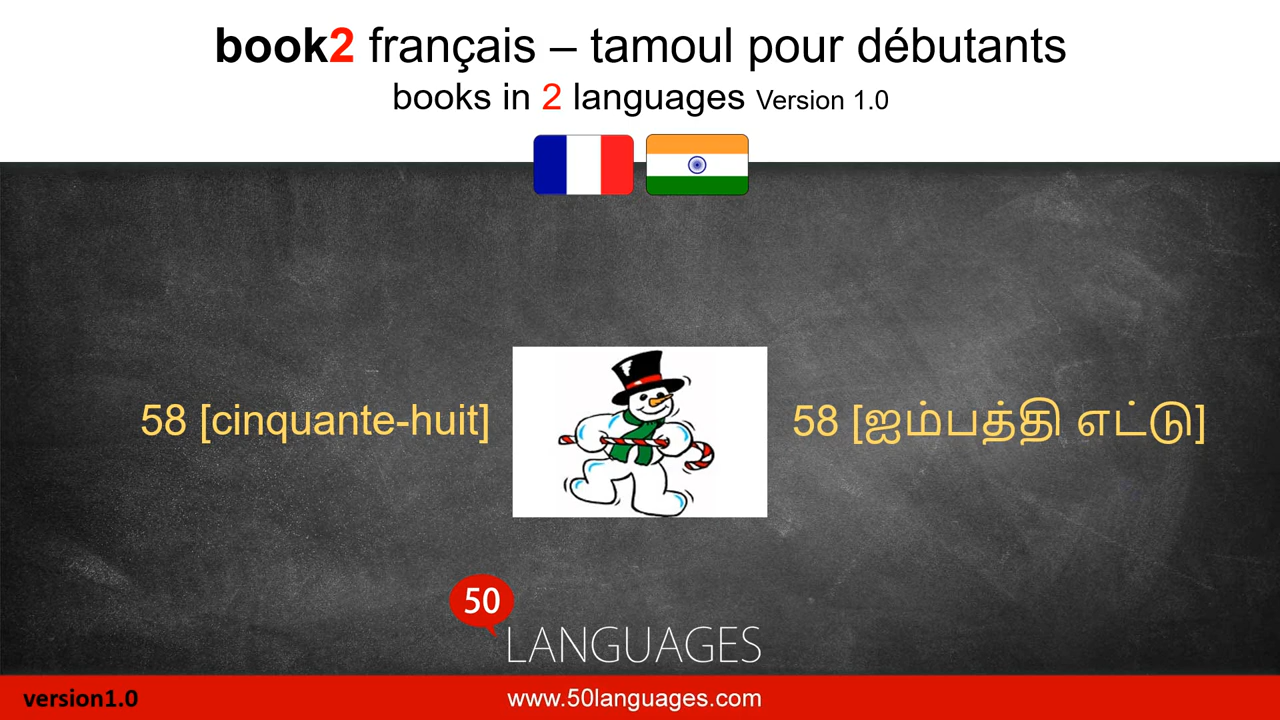 book2 français – tamoul pour débutants
books in 2 languages Version 1.0
58 [cinquante-huit]
58 [ஐம்பத்தி எட்டு]
50
LANGUAGES
version1.0
www.50languages.com